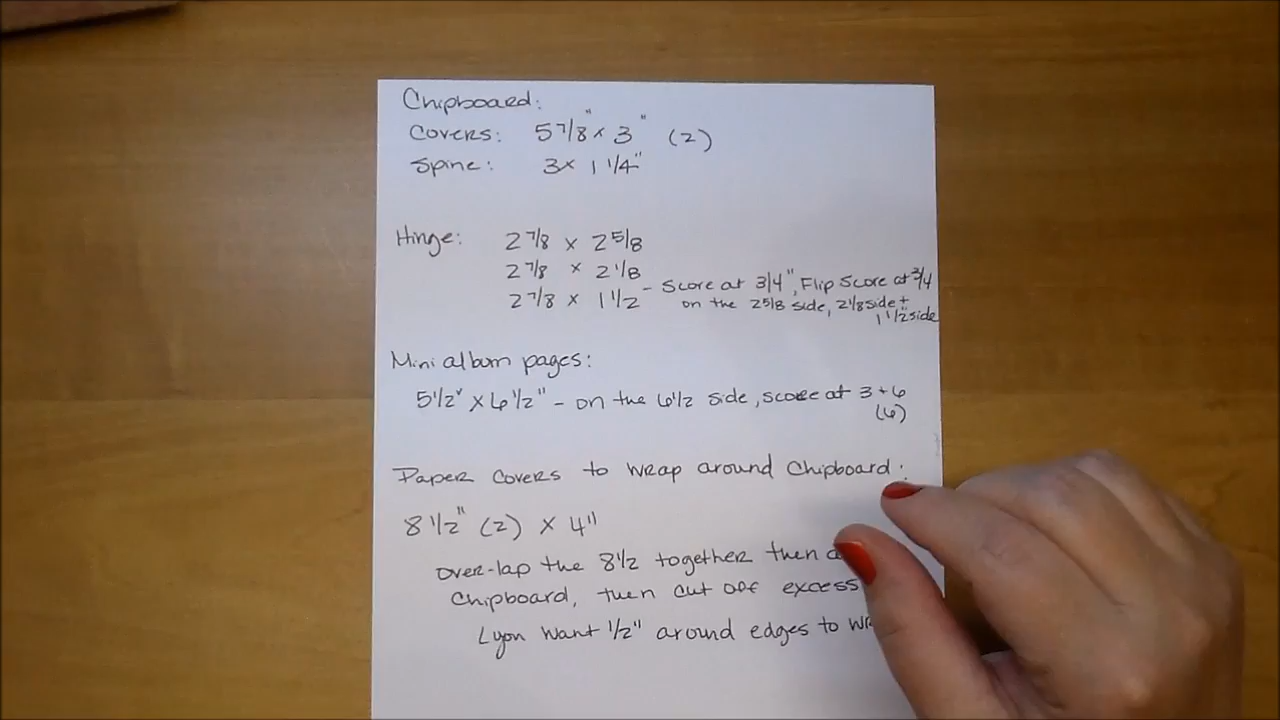 Chipboard:
Covers: 5 7/8" x 3" (2)
Spine: 3 x 1 1/4"
Hinge: 2 7/8 x 2 5/8
2 7/8 x 2 1/8
2 7/8 x 1 1/2 - Score at 3/4", Flip Score at 3/4
on the 2 5/8 side, 2 1/8 side +
1 1/2 side
Mini album pages:
5 1/2" x 6 1/2" - on the 6 1/2 side, score at 3 + 6
(6)
Paper covers to wrap around Chipboard:
8 1/2" (2) x 4"
over-lap the 8 1/2 together then
Chipboard, then cut off excess
you want 1/2" around edges to